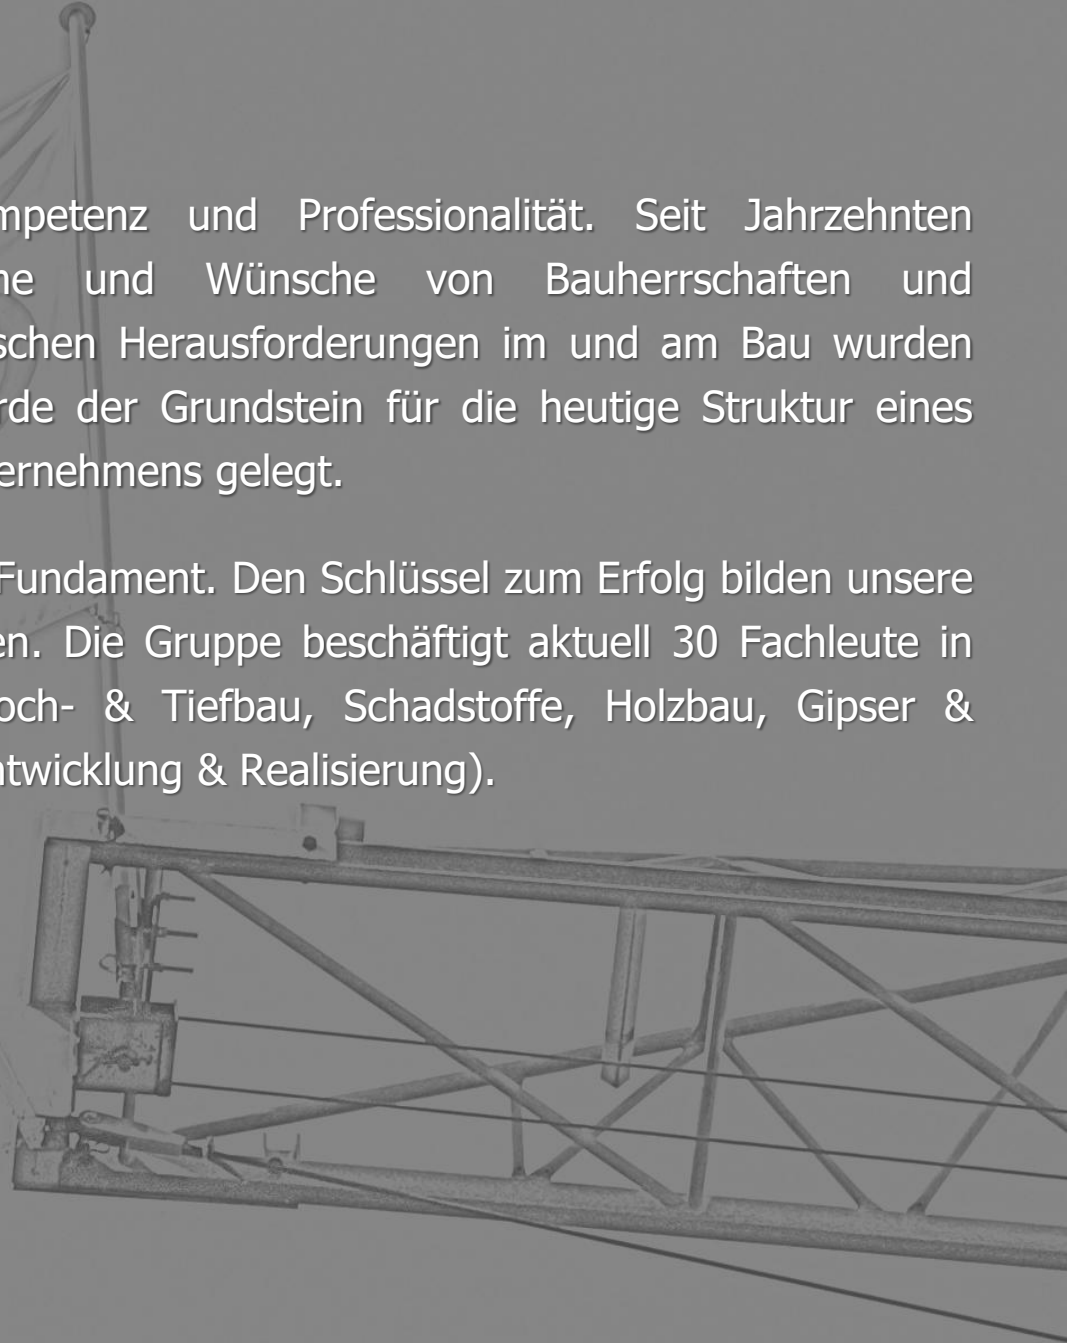 mpetenz und Professionalität. Seit Jahrzehnten
ne und Wünsche von Bauherrschaften und
schen Herausforderungen im und am Bau wurden
rde der Grundstein für die heutige Struktur eines
ernehmens gelegt.
Fundament. Den Schlüssel zum Erfolg bilden unsere
en. Die Gruppe beschäftigt aktuell 30 Fachleute in
och- & Tiefbau, Schadstoffe, Holzbau, Gipser &
ntwicklung & Realisierung).